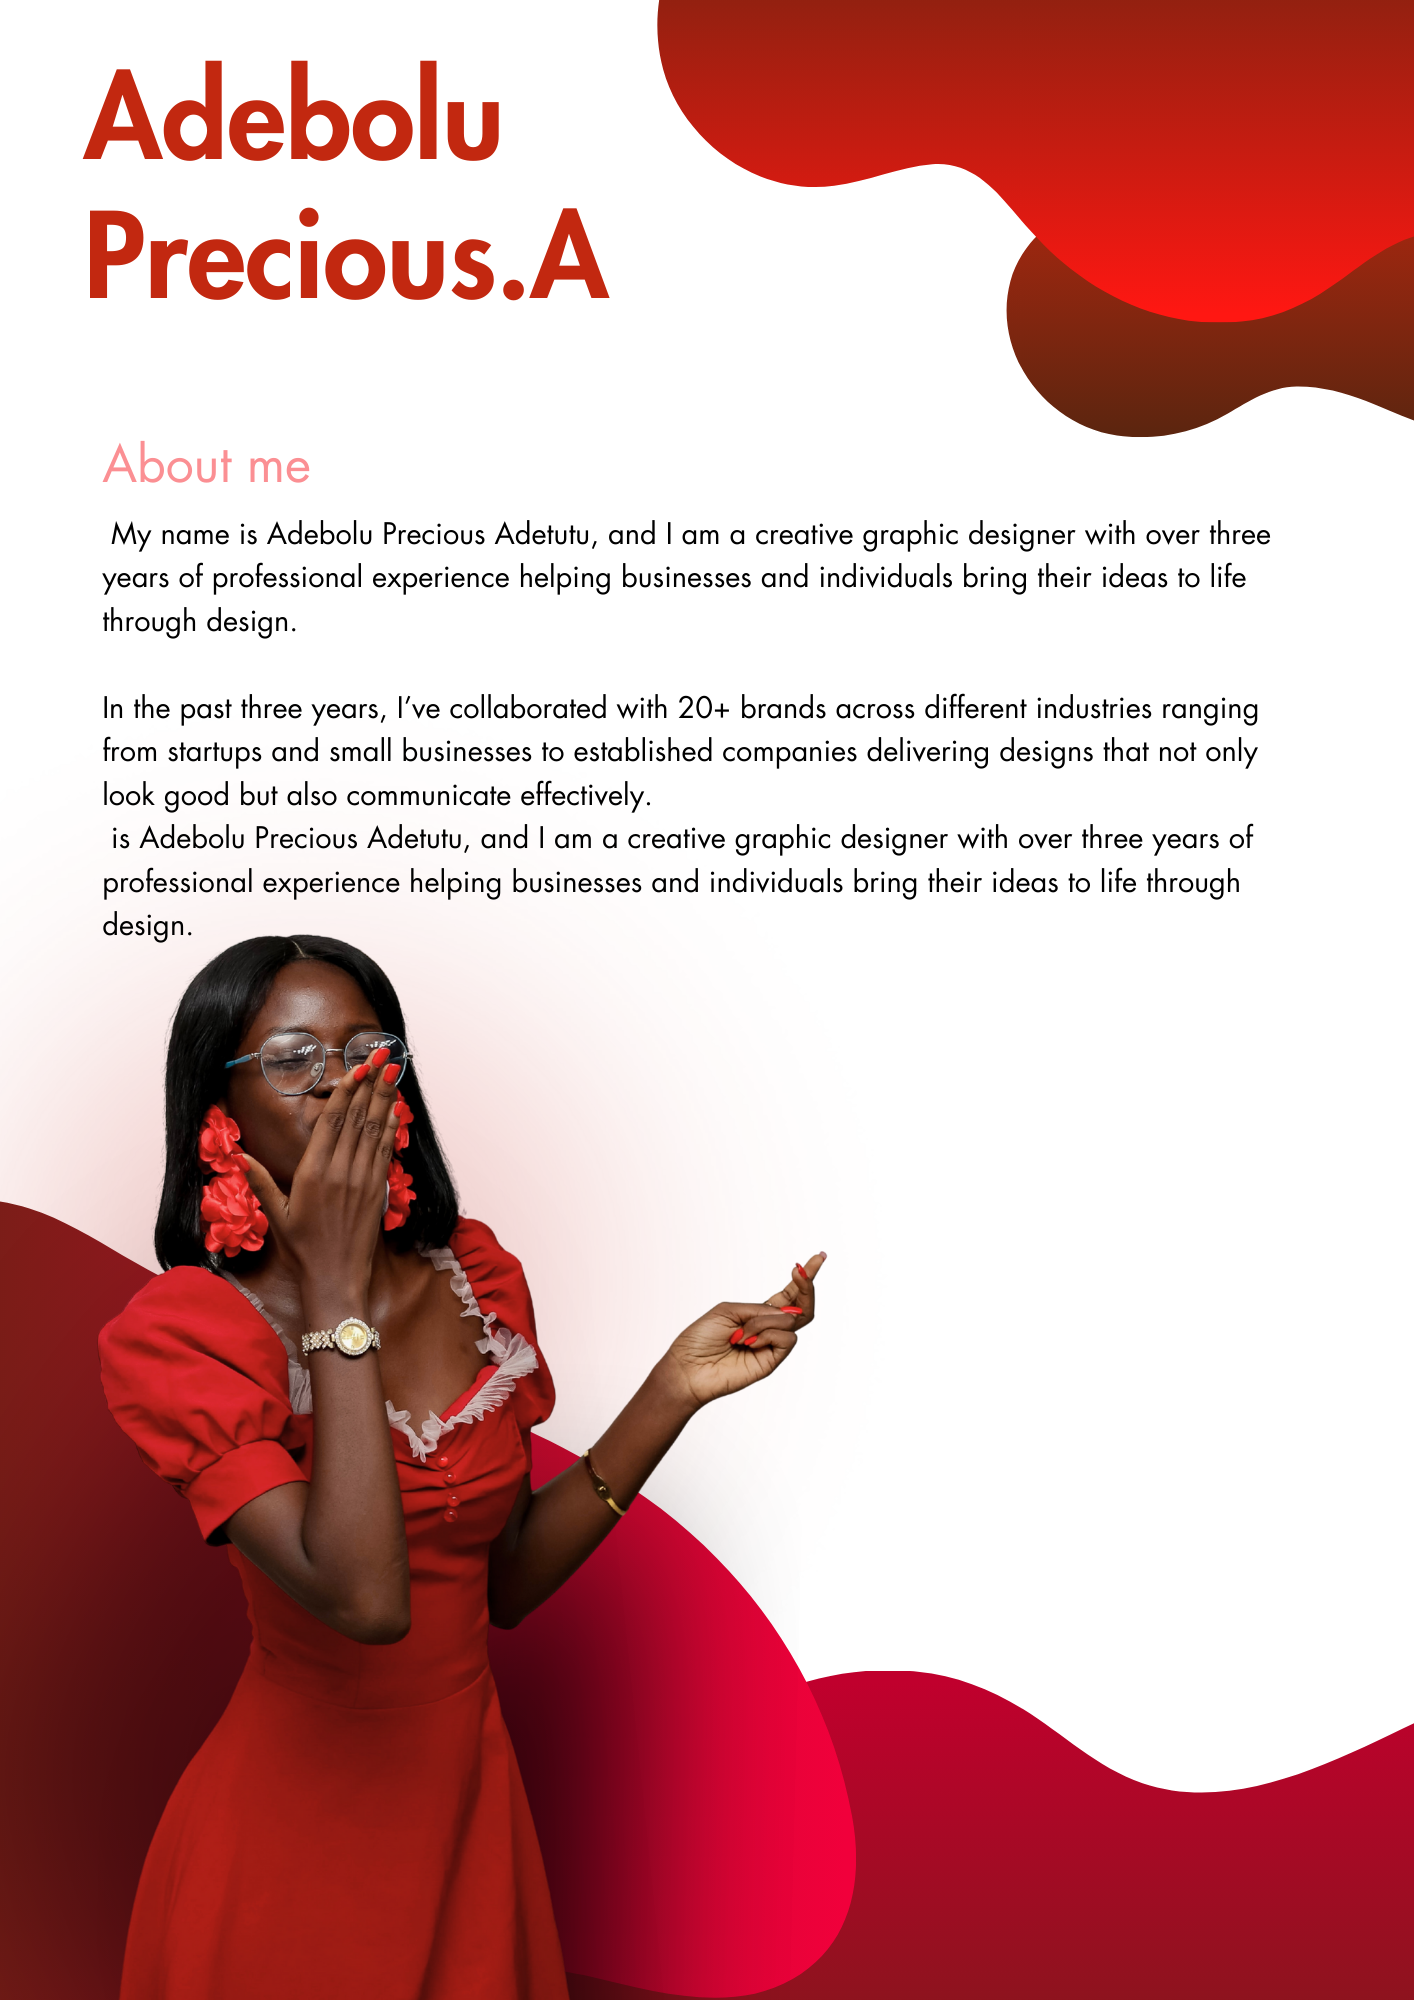 Adebolu
Precious.A
About me
My name is Adebolu Precious Adetutu, and I am a creative graphic designer with over three
years of professional experience helping businesses and individuals bring their ideas to life
through design.
In the past three years, I’ve collaborated with 20+ brands across different industries ranging
from startups and small businesses to established companies delivering designs that not only
look good but also communicate effectively.
is Adebolu Precious Adetutu, and I am a creative graphic designer with over three years of
professional experience helping businesses and individuals bring their ideas to life through
design.